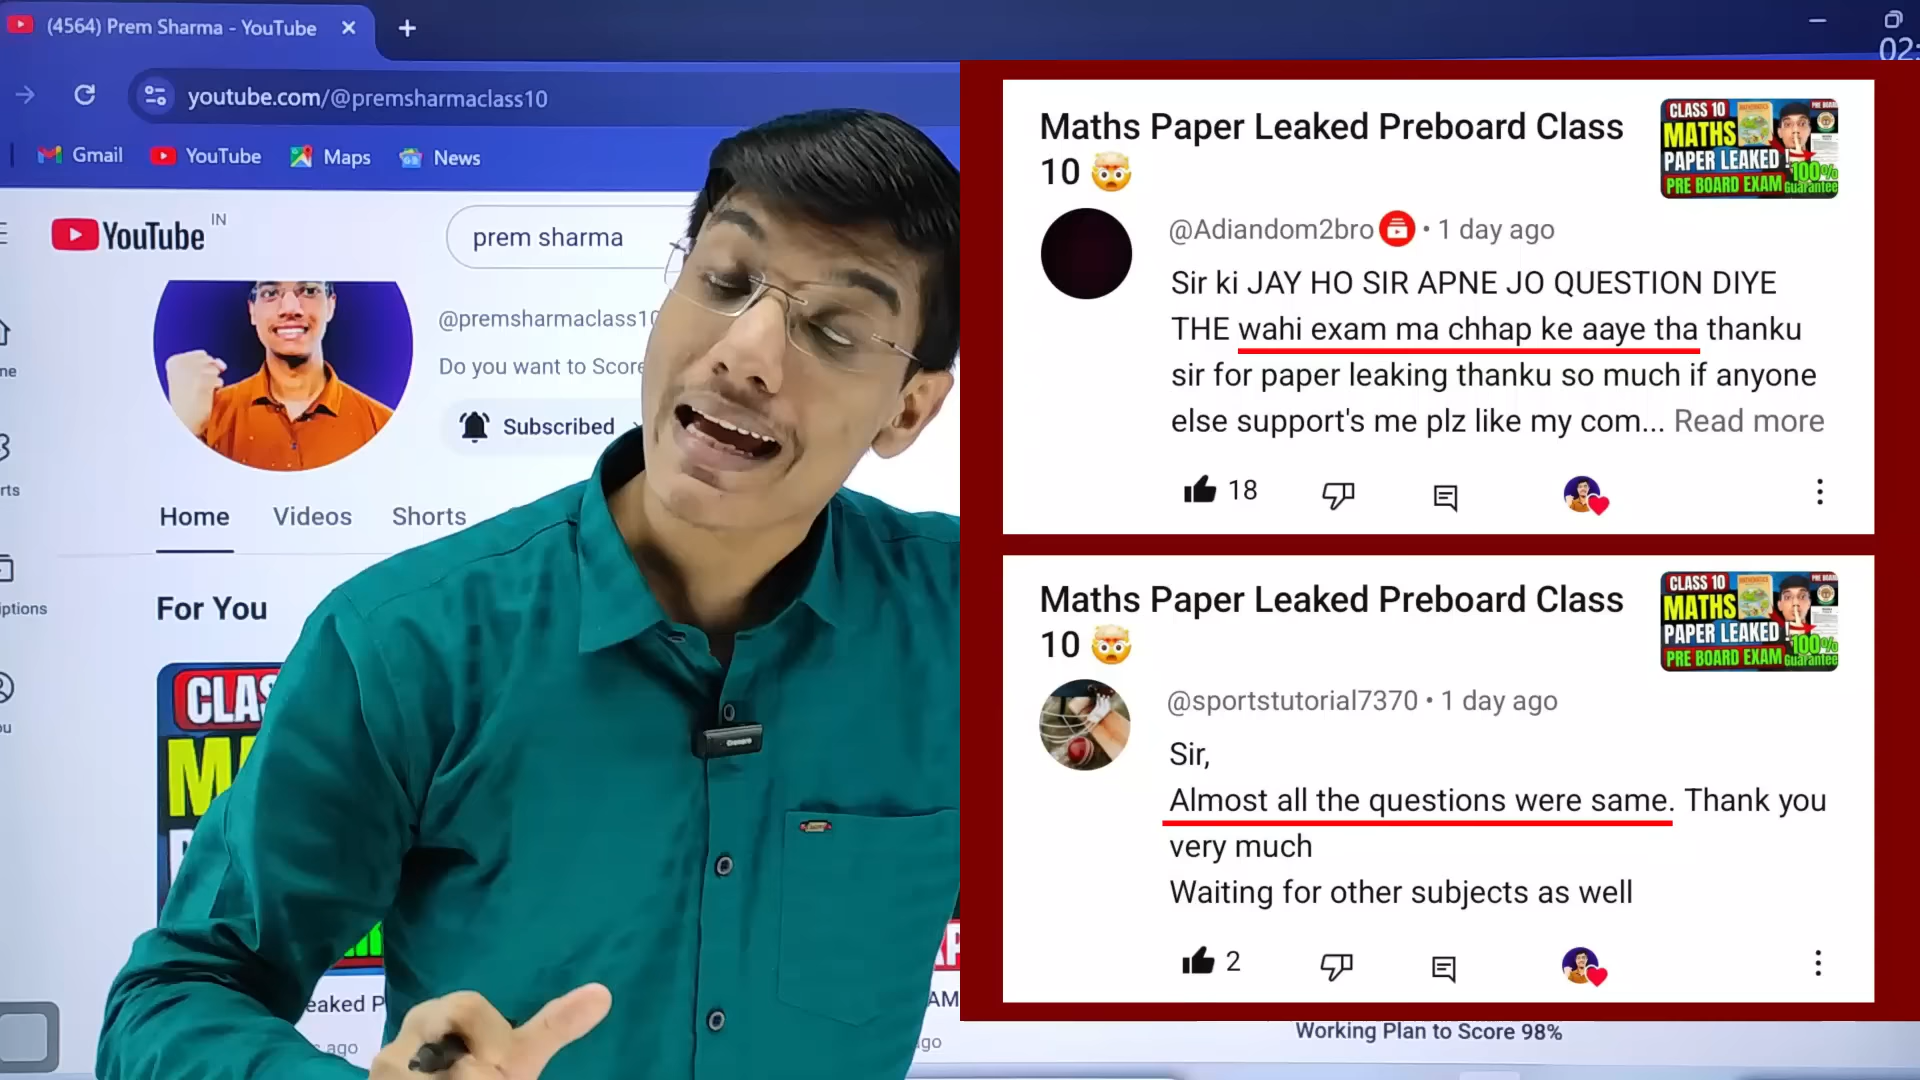 (4564) Prem Sharma - YouTube
02:
youtube.com/@premsharmaclass10
Gmail YouTube Maps News
YouTube IN
prem sharma
@premsharmaclass10
Do you want to Score
Subscribed
Home Videos Shorts
For You
CLAS
eaked P
ago
Maths Paper Leaked Preboard Class
10 🤯
CLASS 10
MATHS
PAPER LEAKED !
100%
PRE BOARD EXAM Guarantee
@Adiandom2bro • 1 day ago
Sir ki JAY HO SIR APNE JO QUESTION DIYE
THE wahi exam ma chhap ke aaye tha thanku
sir for paper leaking thanku so much if anyone
else support's me plz like my com... Read more
18
Maths Paper Leaked Preboard Class
10 🤯
CLASS 10
MATHS
PAPER LEAKED !
100%
PRE BOARD EXAM Guarantee
@sportstutorial7370 • 1 day ago
Sir,
Almost all the questions were same. Thank you
very much
Waiting for other subjects as well
2
Working Plan to Score 98%